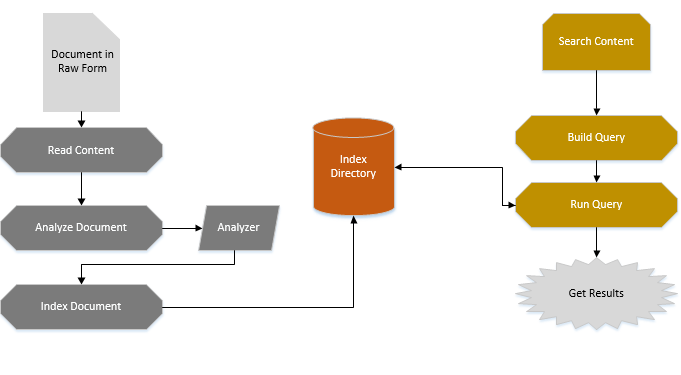 Document in
Raw Form
Read Content
Analyze Document
Analyzer
Index Document
Index
Directory
Search Content
Build Query
Run Query
Get Results